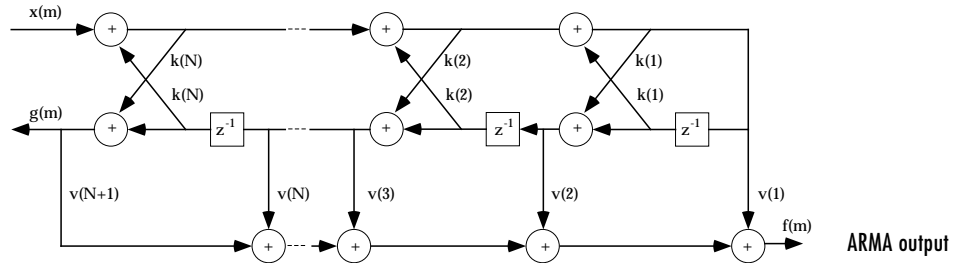 x(m)
+
+
+
k(N)
k(2)
k(1)
k(N)
k(2)
k(1)
g(m)
+
z⁻¹
+
z⁻¹
+
z⁻¹
v(N+1)
v(N)
v(3)
v(2)
v(1)
f(m)
+
+
+
+
ARMA output